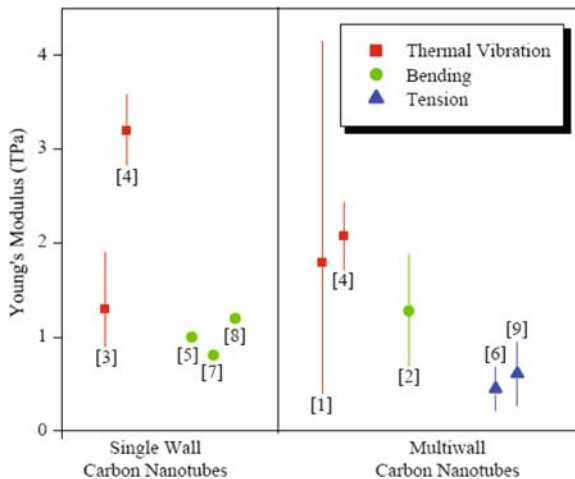 Young's Modulus (TPa)
4
3
2
1
0
Thermal Vibration
Bending
Tension
[4]
[3]
[5]
[7]
[8]
[1]
[4]
[2]
[6]
[9]
Single Wall
Carbon Nanotubes
Multiwall
Carbon Nanotubes